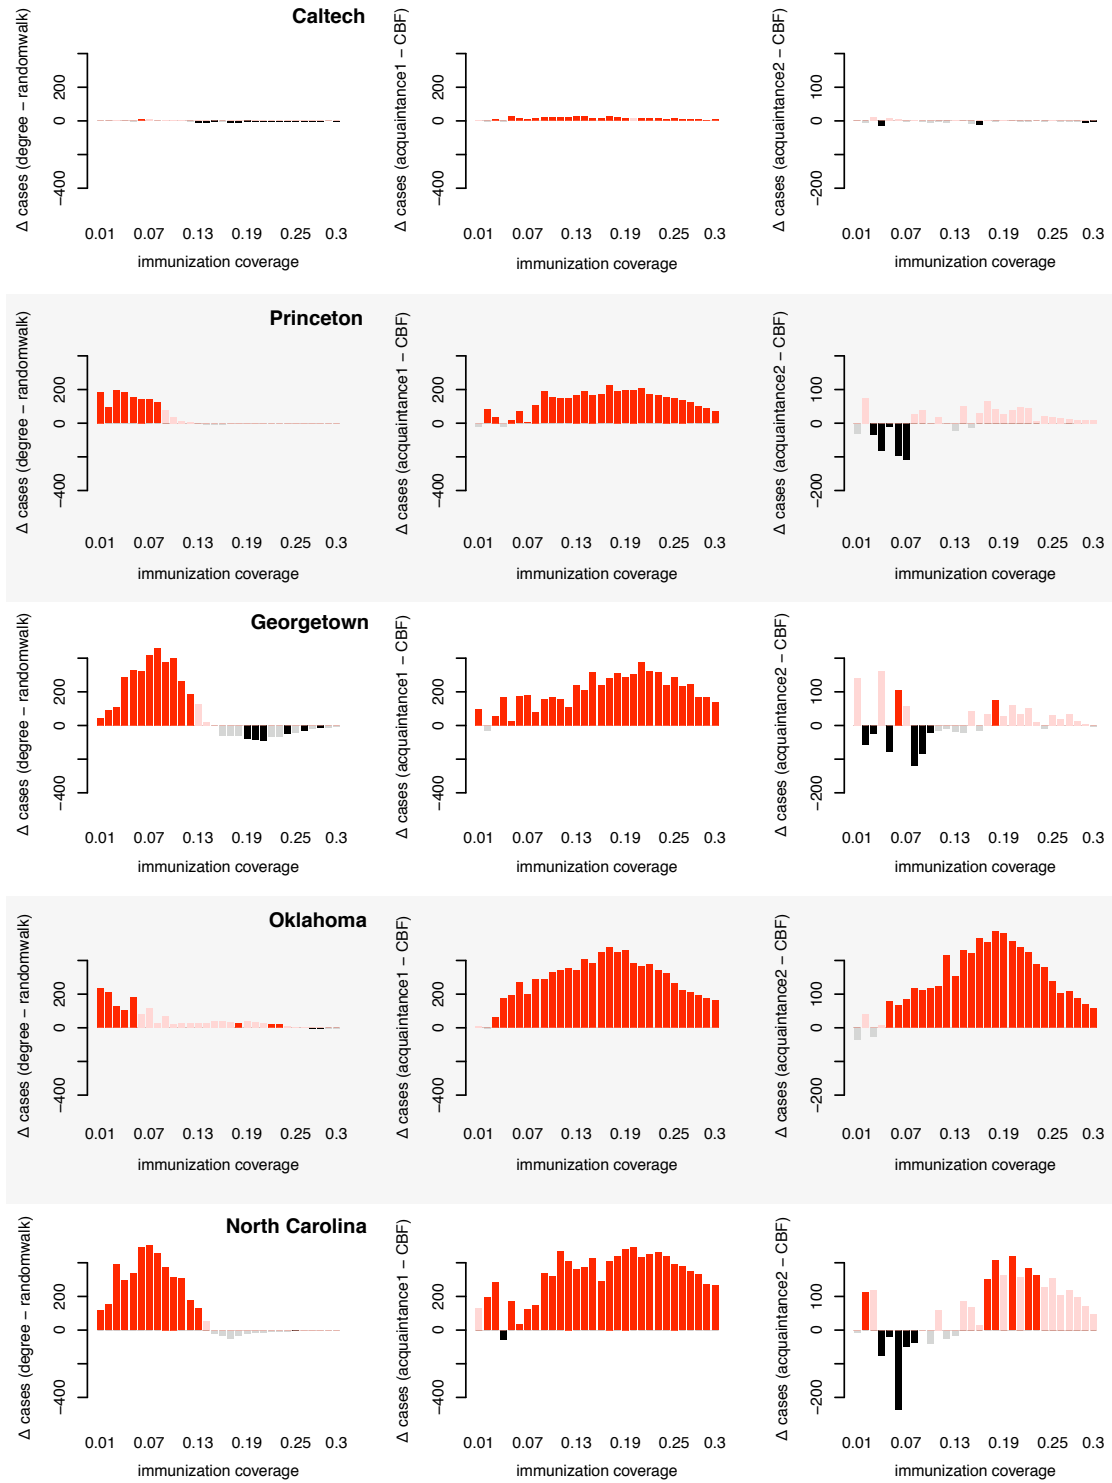 Caltech
Δ cases (degree − randomwalk)
200
0
−400
0.01 0.07 0.13 0.19 0.25 0.3
immunization coverage
Δ cases (acquaintance1 − CBF)
200
0
−400
0.01 0.07 0.13 0.19 0.25 0.3
immunization coverage
Δ cases (acquaintance2 − CBF)
100
0
−200
0.01 0.07 0.13 0.19 0.25 0.3
immunization coverage
Princeton
Δ cases (degree − randomwalk)
200
0
−400
0.01 0.07 0.13 0.19 0.25 0.3
immunization coverage
Δ cases (acquaintance1 − CBF)
200
0
−400
0.01 0.07 0.13 0.19 0.25 0.3
immunization coverage
Δ cases (acquaintance2 − CBF)
100
0
−200
0.01 0.07 0.13 0.19 0.25 0.3
immunization coverage
Georgetown
Δ cases (degree − randomwalk)
200
0
−400
0.01 0.07 0.13 0.19 0.25 0.3
immunization coverage
Δ cases (acquaintance1 − CBF)
200
0
−400
0.01 0.07 0.13 0.19 0.25 0.3
immunization coverage
Δ cases (acquaintance2 − CBF)
100
0
−200
0.01 0.07 0.13 0.19 0.25 0.3
immunization coverage
Oklahoma
Δ cases (degree − randomwalk)
200
0
−400
0.01 0.07 0.13 0.19 0.25 0.3
immunization coverage
Δ cases (acquaintance1 − CBF)
200
0
−400
0.01 0.07 0.13 0.19 0.25 0.3
immunization coverage
Δ cases (acquaintance2 − CBF)
100
0
−200
0.01 0.07 0.13 0.19 0.25 0.3
immunization coverage
North Carolina
Δ cases (degree − randomwalk)
200
0
−400
0.01 0.07 0.13 0.19 0.25 0.3
immunization coverage
Δ cases (acquaintance1 − CBF)
200
0
−400
0.01 0.07 0.13 0.19 0.25 0.3
immunization coverage
Δ cases (acquaintance2 − CBF)
100
0
−200
0.01 0.07 0.13 0.19 0.25 0.3
immunization coverage